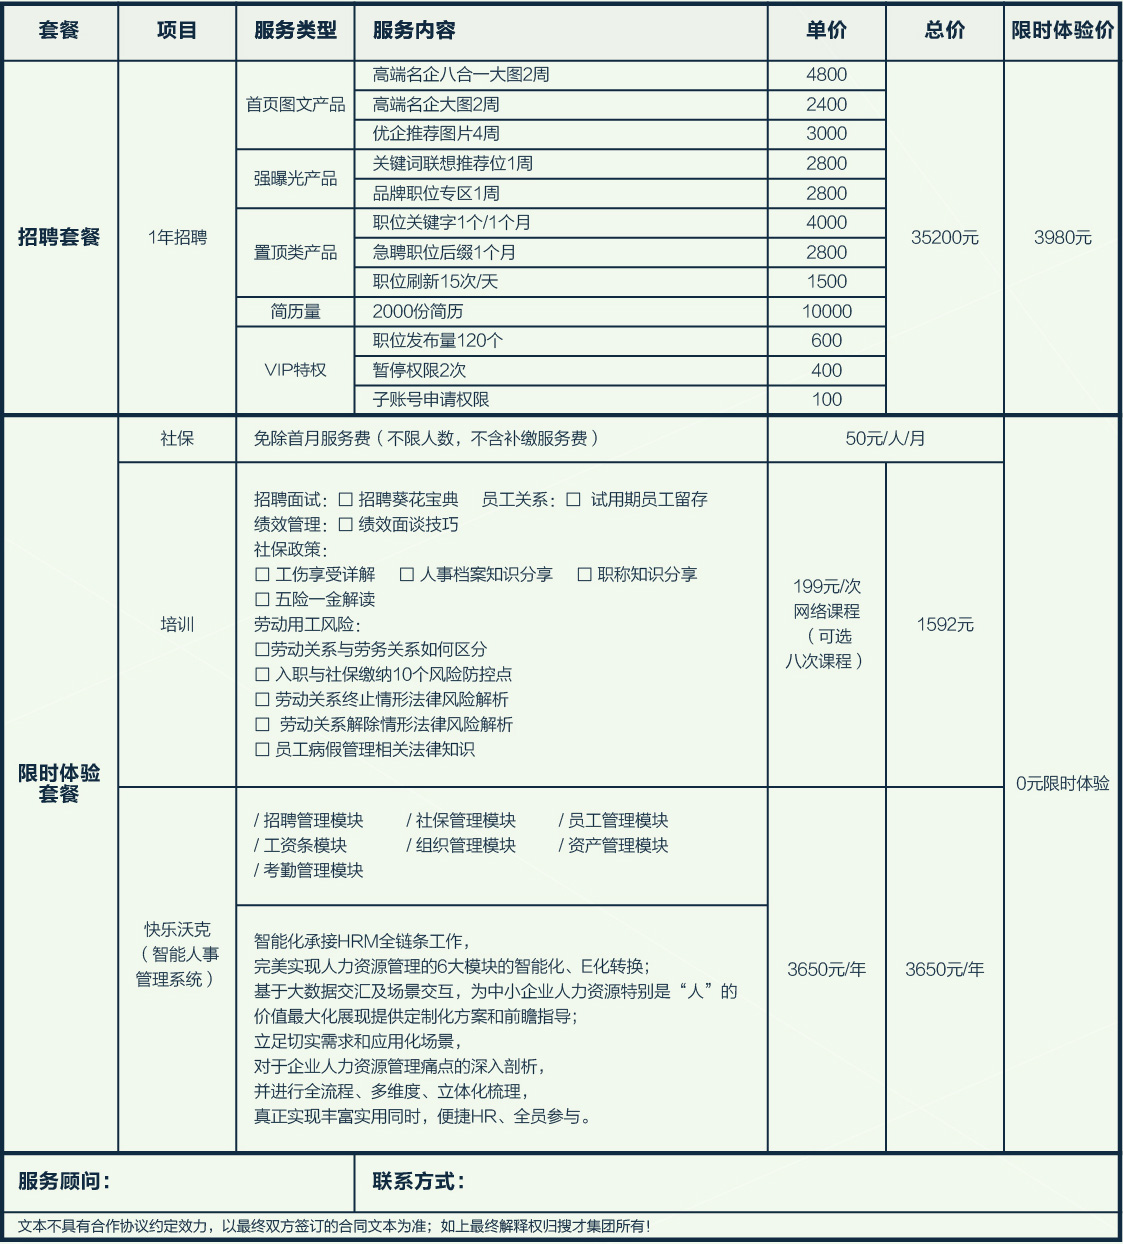 套餐 项目 服务类型 服务内容 单价 总价 限时体验价
招聘套餐 1年招聘 首页图文产品 高端名企八合一大图2周 4800 35200元 3980元
高端名企大图2周 2400
优企推荐图片4周 3000
强曝光产品 关键词联想推荐位1周 2800
品牌职位专区1周 2800
置顶类产品 职位关键字1个/1个月 4000
急聘职位后缀1个月 2800
职位刷新15次/天 1500
简历量 2000份简历 10000
VIP特权 职位发布量120个 600
暂停权限2次 400
子账号申请权限 100
限时体验
套餐
社保 免除首月服务费（不限人数，不含补缴服务费） 50元/人/月 0元限时体验
培训
招聘面试：□ 招聘葵花宝典 员工关系：□ 试用期员工留存
绩效管理：□ 绩效面谈技巧
社保政策：
□ 工伤享受详解 □ 人事档案知识分享 □ 职称知识分享
□ 五险一金解读
劳动用工风险：
□劳动关系与劳务关系如何区分
□ 入职与社保缴纳10个风险防控点
□ 劳动关系终止情形法律风险解析
□ 劳动关系解除情形法律风险解析
□ 员工病假管理相关法律知识
199元/次
网络课程
（可选
八次课程）
1592元
快乐沃克
（智能人事
管理系统）
/ 招聘管理模块 / 社保管理模块 / 员工管理模块
/ 工资条模块 / 组织管理模块 / 资产管理模块
/ 考勤管理模块
智能化承接HRM全链条工作，
完美实现人力资源管理的6大模块的智能化、E化转换；
基于大数据交汇及场景交互，为中小企业人力资源特别是“人”的
价值最大化展现提供定制化方案和前瞻指导；
立足切实需求和应用化场景，
对于企业人力资源管理痛点的深入剖析，
并进行全流程、多维度、立体化梳理，
真正实现丰富实用同时，便捷HR、全员参与。
3650元/年 3650元/年
服务顾问： 联系方式：
文本不具有合作协议约定效力，以最终双方签订的合同文本为准；如上最终解释权归搜才集团所有！